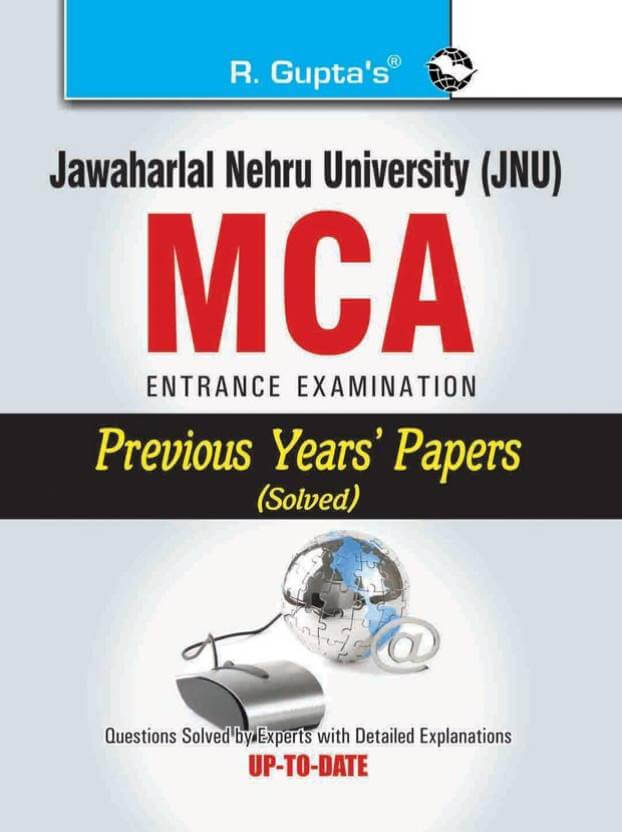 R. Gupta's®
Jawaharlal Nehru University (JNU)
MCA
ENTRANCE EXAMINATION
Previous Years' Papers
(Solved)
@
Questions Solved by Experts with Detailed Explanations
UP-TO-DATE